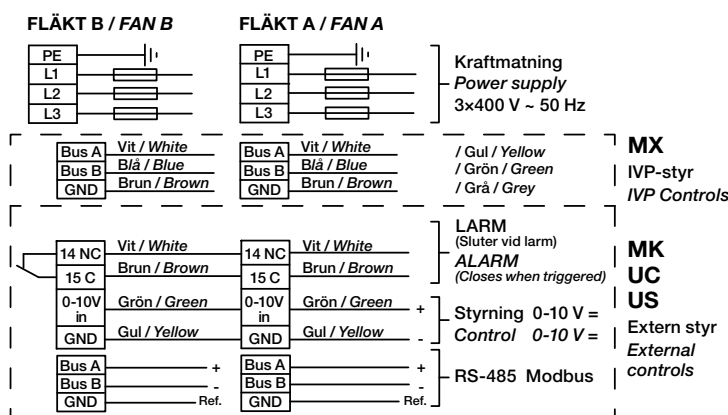 FLÄKT B / FAN B FLÄKT A / FAN A
PE PE
L1 L1
L2 L2
L3 L3
Kraftmatning
Power supply
3×400 V ~ 50 Hz
Bus A Vit / White Bus A Vit / White / Gul / Yellow
Bus B Blå / Blue Bus B Blå / Blue / Grön / Green
GND Brun / Brown GND Brun / Brown / Grå / Grey
MX
IVP-styr
IVP Controls
14 NC Vit / White 14 NC Vit / White
15 C Brun / Brown 15 C Brun / Brown
LARM
(Sluter vid larm)
ALARM
(Closes when triggered)
0-10V in Grön / Green 0-10V in Grön / Green +
GND Gul / Yellow GND Gul / Yellow -
Styrning 0-10 V =
Control 0-10 V =
MK
UC
US
Extern styr
External
controls
Bus A + Bus A +
Bus B - Bus B -
GND Ref. GND Ref.
RS-485 Modbus